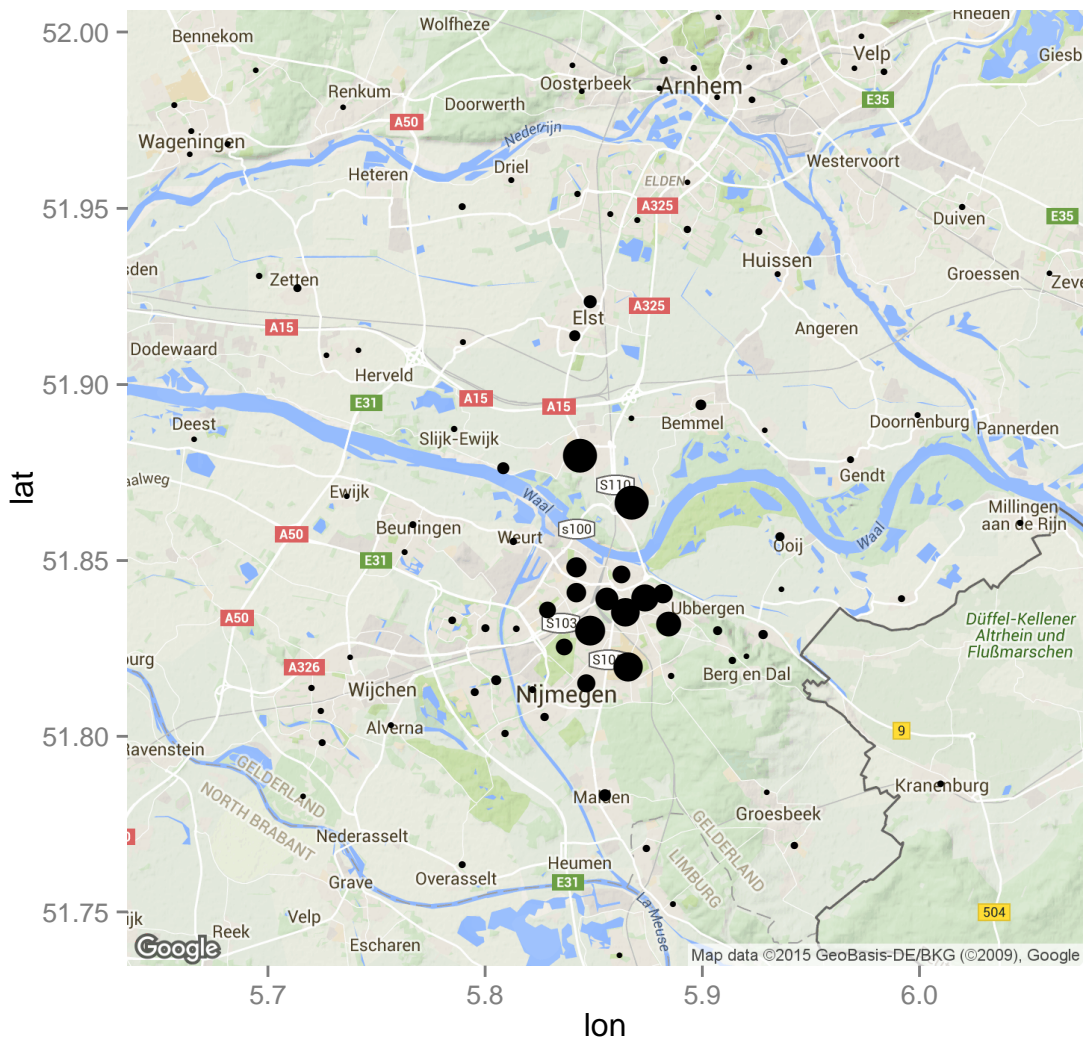 52.00
51.95
51.90
51.85
51.80
51.75
lat
Wolfheze
Rheden
Bennekom
Velp
Giesb
Oosterbeek
Arnhem
Renkum
Doorwerth
E35
A50
Nederrijn
Wageningen
Westervoort
Driel
Heteren
ELDEN
A325
E35
Duiven
sden
Zetten
Huissen
Groessen
Zeve
A325
Elst
A15
Angeren
Dodewaard
Herveld
E31
A15
A15
Deest
Slijk-Ewijk
Bemmel
Doornenburg
Pannerden
Gendt
aalweg
Ewijk
Waal
S110
Millingen
aan de Rijn
Beuningen
s100
Waal
A50
Weurt
Ooij
E31
Ubbergen
A50
S103
Düffel-Kellener
Altrhein und
Flußmarschen
burg
A326
S10
Berg en Dal
Wijchen
Nijmegen
Alverna
9
Ravenstein
GELDERLAND
NORTH BRABANT
Malden
Kranenburg
Groesbeek
GELDERLAND
LIMBURG
Nederasselt
Heumen
Overasselt
E31
Grave
La Meuse
Velp
504
ijk
Reek
Escharen
Google
Map data ©2015 GeoBasis-DE/BKG (©2009), Google
5.7
5.8
5.9
6.0
lon